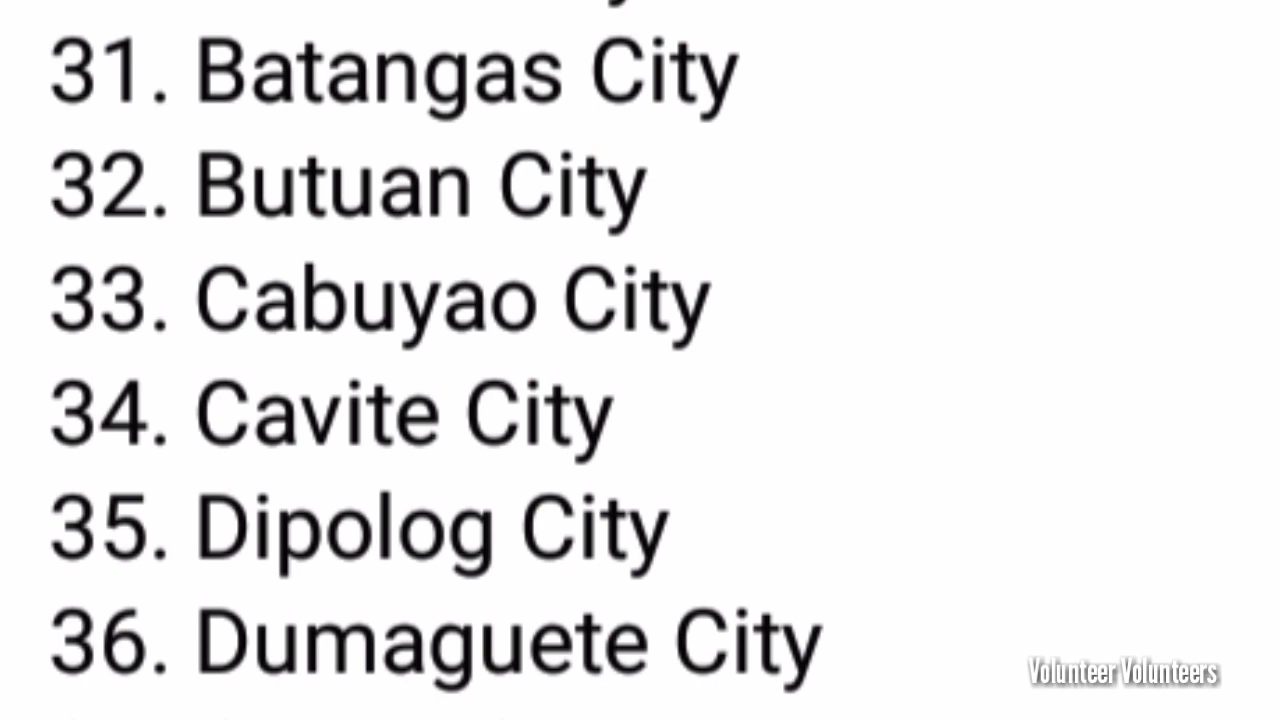 31. Batangas City
32. Butuan City
33. Cabuyao City
34. Cavite City
35. Dipolog City
36. Dumaguete City
Volunteer Volunteers